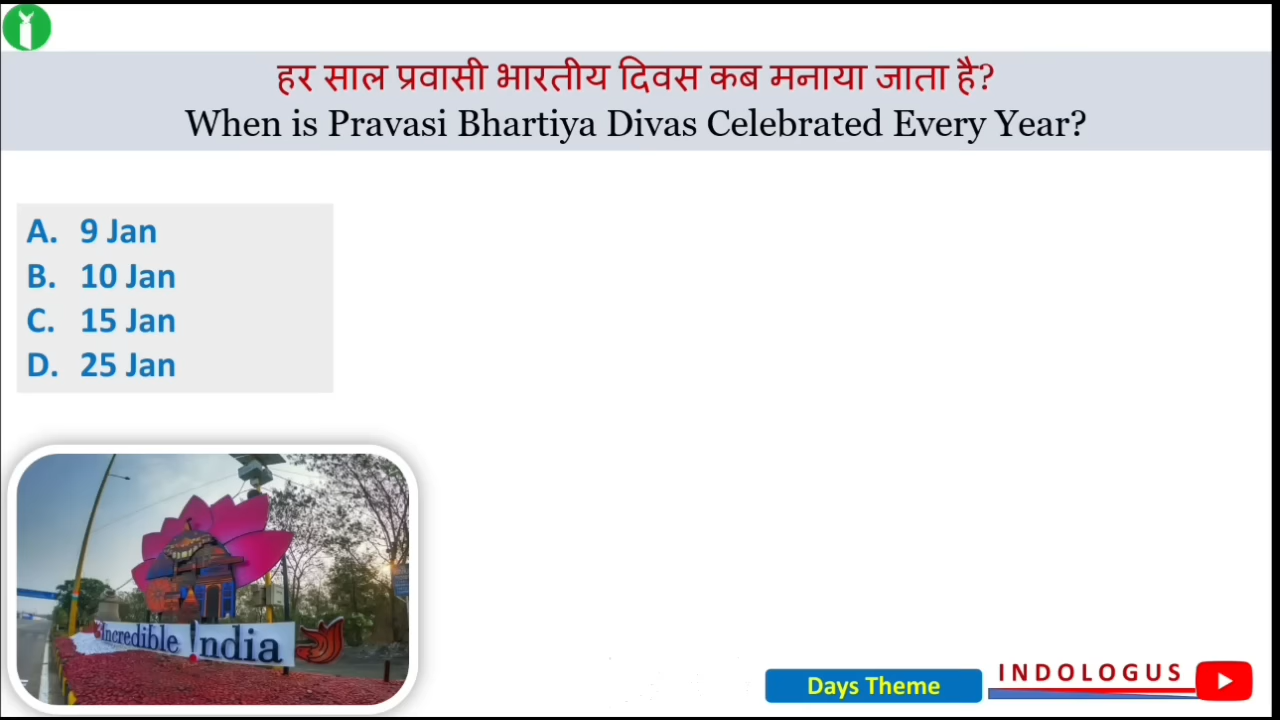 हर साल प्रवासी भारतीय दिवस कब मनाया जाता है?
When is Pravasi Bhartiya Divas Celebrated Every Year?
A. 9 Jan
B. 10 Jan
C. 15 Jan
D. 25 Jan
Incredible !ndia
Days Theme
INDOLOGUS